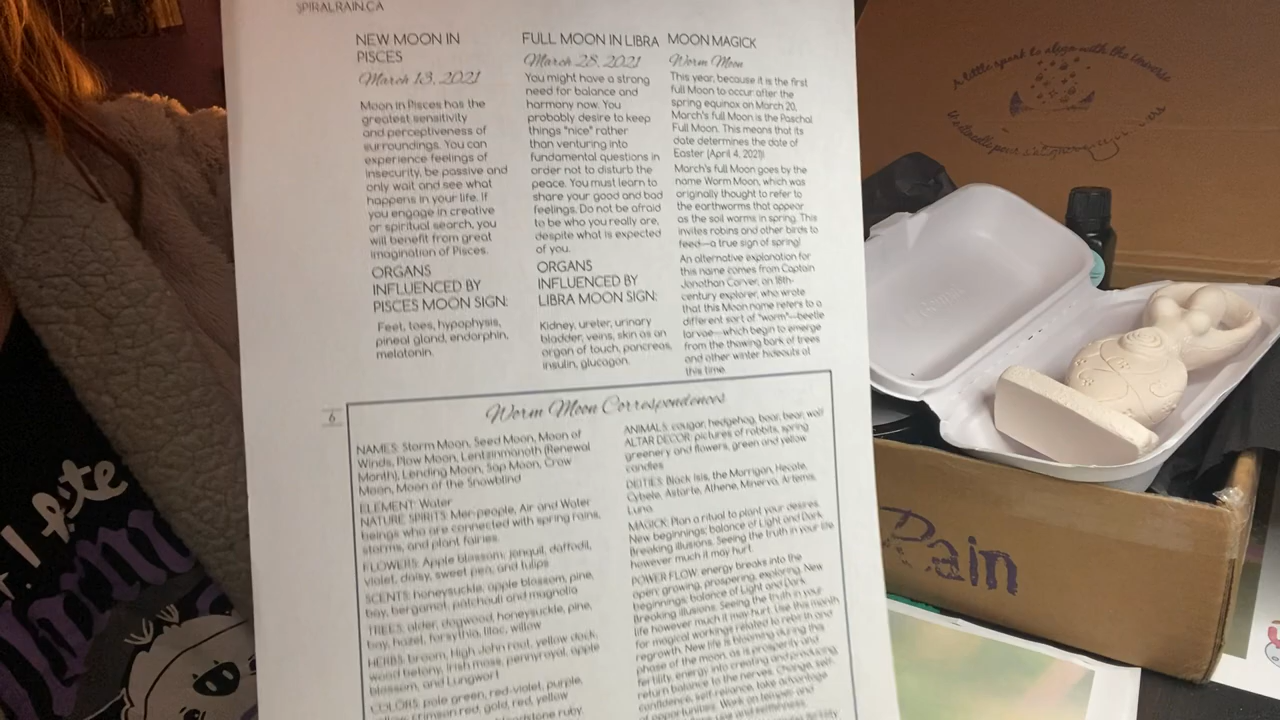 SPIRALRAIN.CA
NEW MOON IN
PISCES
March 13, 2021
Moon in Pisces has the
greatest sensitivity
and perceptiveness of
surroundings. You can
experience feelings of
insecurity, be passive and
only wait and see what
happens in your life. If
you engage in creative
or spiritual search, you
will benefit from great
imagination of Pisces.
ORGANS
INFLUENCED BY
PISCES MOON SIGN:
Feet, toes, hypophysis,
pineal gland, endorphin,
melatonin.
FULL MOON IN LIBRA
March 28, 2021
You might have a strong
need for balance and
harmony now. You
probably desire to keep
things "nice" rather
than venturing into
fundamental questions in
order not to disturb the
peace. You must learn to
share your good and bad
feelings. Do not be afraid
to be who you really are,
despite what is expected
of you.
ORGANS
INFLUENCED BY
LIBRA MOON SIGN:
Kidney, ureter, urinary
bladder, veins, skin as an
organ of touch, pancreas,
insulin, glucagon.
MOON MAGICK
Worm Moon
This year, because it is the first
full Moon to occur after the
spring equinox on March 20,
March's full Moon is the Paschal
Full Moon. This means that its
date determines the date of
Easter (April 4, 2021)!
March's full Moon goes by the
name Worm Moon, which was
originally thought to refer to
the earthworms that appear
as the soil warms in spring. This
invites robins and other birds to
feed—a true sign of spring!
An alternative explanation for
this name comes from Captain
Jonathan Carver, an 18th-
century explorer, who wrote
that this Moon name refers to a
different sort of "worm"—beetle
larvae—which begin to emerge
from the thawing bark of trees
and other winter hideouts at
this time.
6
Worm Moon Correspondences
NAMES: Storm Moon, Seed Moon, Moon of
Winds, Plow Moon, Lentzinmanoth (Renewal
Month), Lending Moon, Sap Moon, Crow
Moon, Moon of the Snowblind
ELEMENT: Water
NATURE SPIRITS: Mer-people, Air and Water
beings who are connected with spring rains,
storms, and plant fairies.
FLOWERS: Apple blossom, jonquil, daffodil,
violet, daisy, sweet pea, and tulips
SCENTS: honeysuckle, apple blossom, pine,
bay, bergamot, patchouli and magnolia
TREES: alder, dogwood, honeysuckle, pine,
bay, hazel, forsythia, lilac, willow
HERBS: broom, High John root, yellow dock,
wood betony, Irish moss, pennyroyal, apple
blossom, and Lungwort
COLORS: pale green, red-violet, purple,
yellow, crimson red, gold, red, yellow
bloodstone ruby,
ANIMALS: cougar, hedgehog, boar, bear, wolf
ALTAR DECOR: pictures of rabbits, spring
greenery and flowers, green and yellow
candles
DEITIES: Black Isis, the Morrigan, Hecate,
Cybele, Astarte, Athene, Minerva, Artemis,
Luna
MAGICK: Plan a ritual to plant your desires.
New beginnings; balance of Light and Dark.
Breaking illusions. Seeing the truth in your life
however much it may hurt.
POWER FLOW: energy breaks into the
open; growing, prospering, exploring. New
beginnings; balance of Light and Dark.
Breaking illusions. Seeing the truth in your
life however much it may hurt. Use this month
for magical workings related to rebirth and
regrowth. New life is blooming during this
phase of the moon, as is prosperity and
fertility, energy into creating and producing,
return balance to the nerves. Change, self-
confidence, self-reliance, take advantage
of opportunities. Work on
A little spark to align with the Universe
Rain
I fête